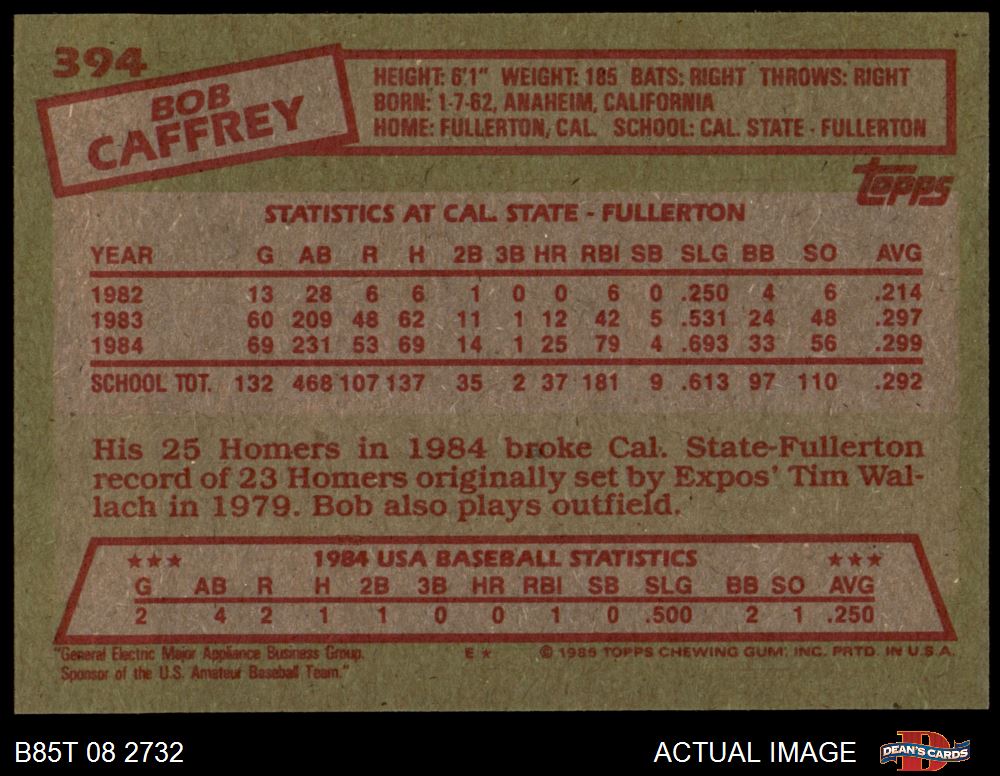 394
BOB
CAFFREY
HEIGHT: 6'1" WEIGHT: 185 BATS: RIGHT THROWS: RIGHT
BORN: 1-7-62, ANAHEIM, CALIFORNIA
HOME: FULLERTON, CAL. SCHOOL: CAL. STATE - FULLERTON
topps
STATISTICS AT CAL. STATE - FULLERTON
YEAR G AB R H 2B 3B HR RBI SB SLG BB SO AVG
1982 13 28 6 6 1 0 0 6 0 .250 4 6 .214
1983 60 209 48 62 11 1 12 42 5 .531 24 48 .297
1984 69 231 53 69 14 1 25 79 4 .693 33 56 .299
SCHOOL TOT. 132 468 107 137 35 2 37 181 9 .613 97 110 .292
His 25 Homers in 1984 broke Cal. State-Fullerton
record of 23 Homers originally set by Expos' Tim Wal-
lach in 1979. Bob also plays outfield.
★★★ 1984 USA BASEBALL STATISTICS ★★★
G AB R H 2B 3B HR RBI SB SLG BB SO AVG
2 4 2 1 1 0 0 1 0 .500 2 1 .250
"General Electric Major Appliance Business Group.
Sponsor of the U.S. Amateur Baseball Team."
E ★ © 1985 TOPPS CHEWING GUM, INC. PRTD. IN U.S.A.
B85T 08 2732
ACTUAL IMAGE
D
DEAN'S CARDS